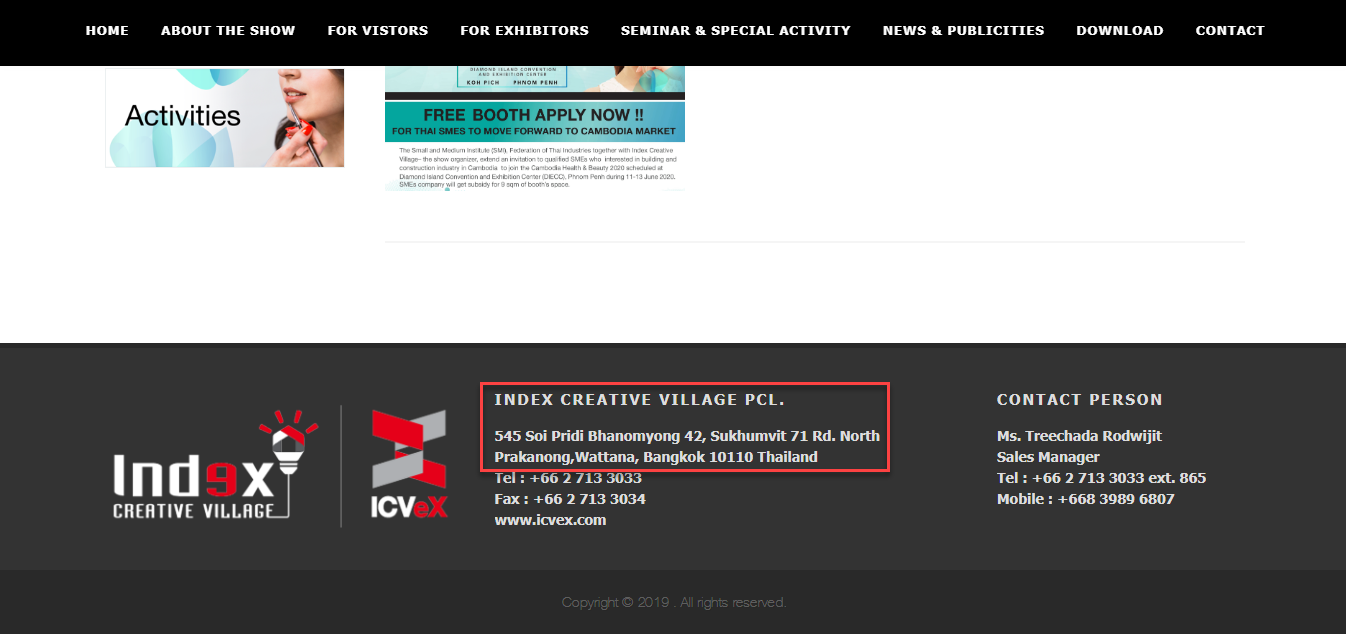 HOME ABOUT THE SHOW FOR VISTORS FOR EXHIBITORS SEMINAR & SPECIAL ACTIVITY NEWS & PUBLICITIES DOWNLOAD CONTACT
Activities
DIAMOND ISLAND CONVENTION
AND EXHIBITION CENTER
KOH PICH PHNOM PENH
FREE BOOTH APPLY NOW !!
FOR THAI SMES TO MOVE FORWARD TO CAMBODIA MARKET
The Small and Medium Institute (SMI), Federation of Thai Industries together with Index Creative
Village- the show organizer, extend an invitation to qualified SMEs who interested in building and
construction industry in Cambodia to join the Cambodia Health & Beauty 2020 scheduled at
Diamond Island Convention and Exhibition Center (DIECC), Phnom Penh during 11-13 June 2020.
SMEs company will get subsidy for 9 sqm of booth's space.
Index
CREATIVE VILLAGE
ICVeX
INDEX CREATIVE VILLAGE PCL.
545 Soi Pridi Bhanomyong 42, Sukhumvit 71 Rd. North
Prakanong,Wattana, Bangkok 10110 Thailand
Tel : +66 2 713 3033
Fax : +66 2 713 3034
www.icvex.com
CONTACT PERSON
Ms. Treechada Rodwijit
Sales Manager
Tel : +66 2 713 3033 ext. 865
Mobile : +668 3989 6807
Copyright © 2019 . All rights reserved.